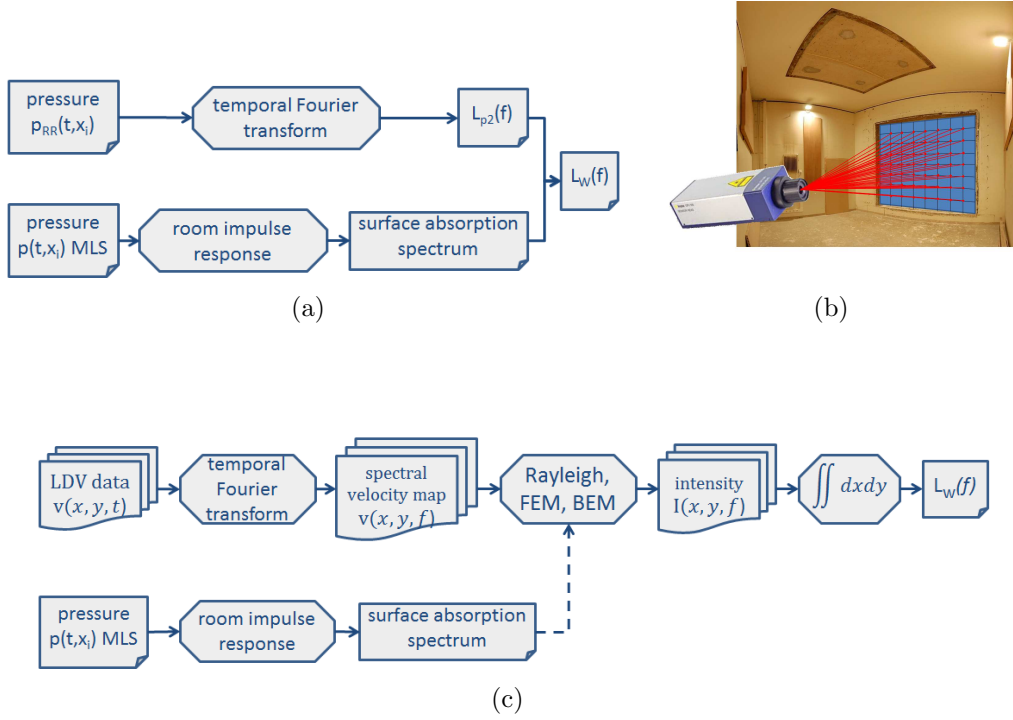 pressure
p_RR(t,x_i)
temporal Fourier
transform
L_p2(f)
L_W(f)
pressure
p(t,x_i) MLS
room impulse
response
surface absorption
spectrum
(a)
(b)
LDV data
v(x, y, t)
temporal
Fourier
transform
spectral
velocity map
v(x, y, f)
Rayleigh,
FEM, BEM
intensity
I(x, y, f)
∬ dxdy
L_W(f)
pressure
p(t,x_i) MLS
room impulse
response
surface absorption
spectrum
(c)